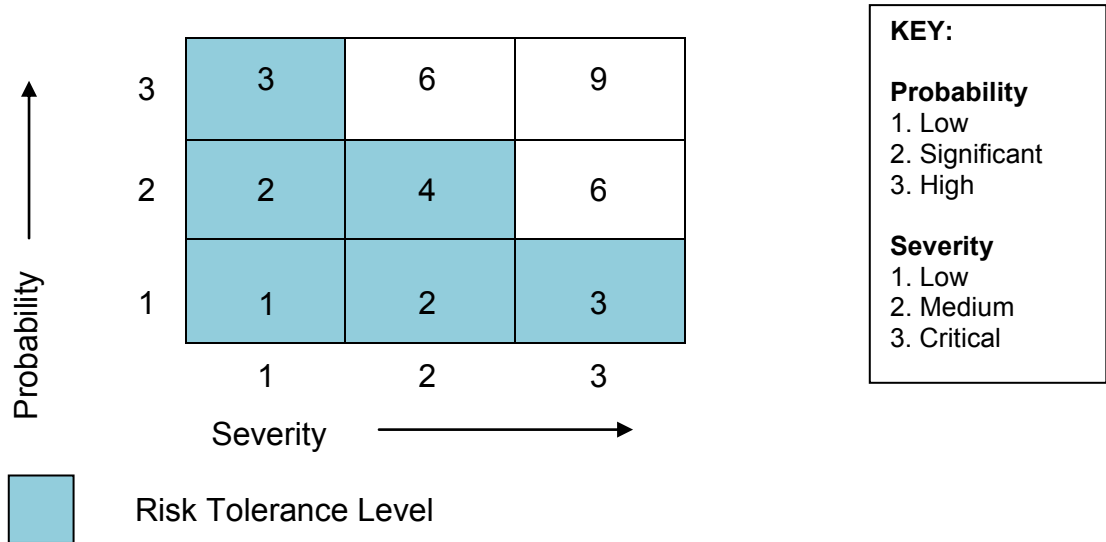 KEY:
Probability
1. Low
2. Significant
3. High
Severity
1. Low
2. Medium
3. Critical
3 3 6 9
2 2 4 6
1 1 2 3
1 2 3
Probability
Severity
Risk Tolerance Level